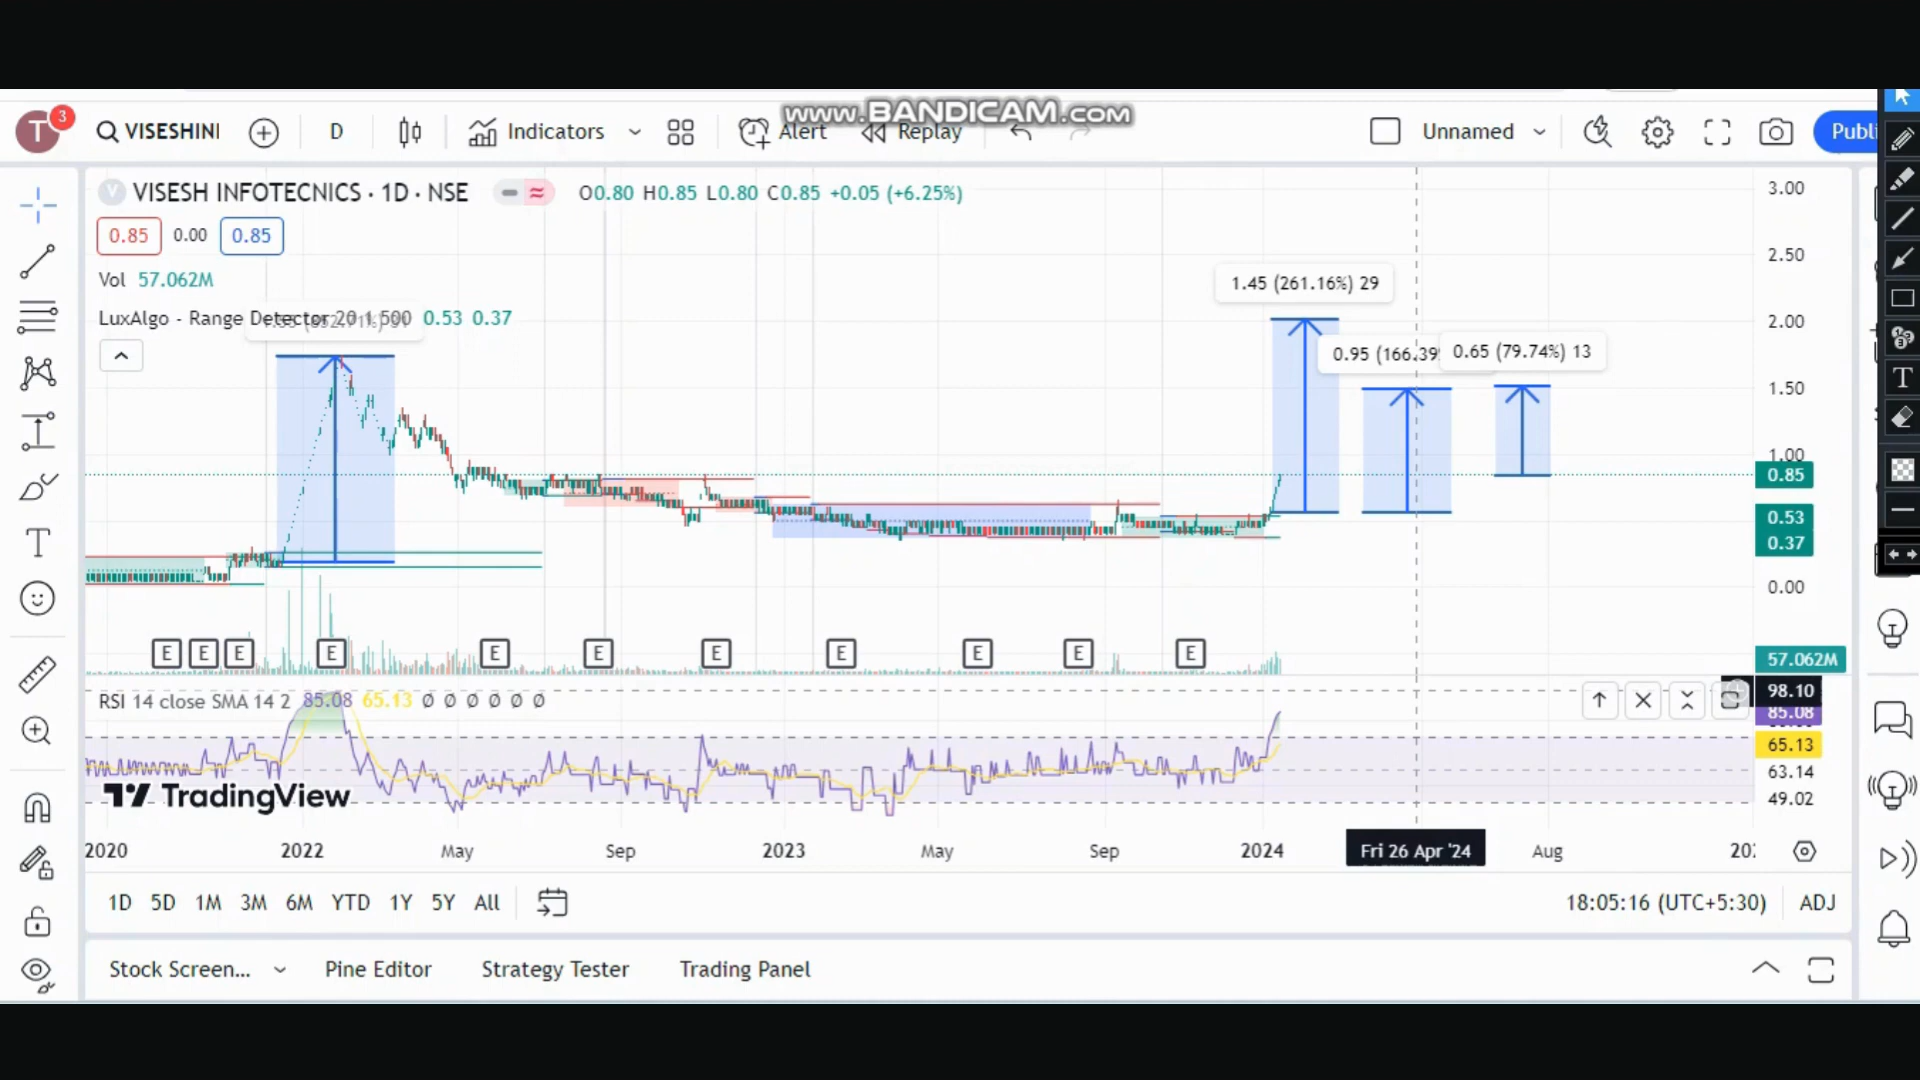 www.BANDICAM.com
T 3 VISESHINI D Indicators Alert Replay Unnamed Publi
VISESH INFOTECNICS · 1D · NSE O0.80 H0.85 L0.80 C0.85 +0.05 (+6.25%)
0.85 0.00 0.85
Vol 57.062M
LuxAlgo - Range Detector 20 1 500 0.53 0.37
1.45 (261.16%) 29
0.95 (166.39%
0.65 (79.74%) 13
3.00
2.50
2.00
1.50
1.00
0.85
0.53
0.37
0.00
E E E E E E E E E E E
57.062M
RSI 14 close SMA 14 2 85.08 65.13 Ø Ø Ø Ø Ø Ø
98.10
85.08
65.13
63.14
49.02
TradingView
2020 2022 May Sep 2023 May Sep 2024 Fri 26 Apr '24 Aug
1D 5D 1M 3M 6M YTD 1Y 5Y All 18:05:16 (UTC+5:30) ADJ
Stock Screen... Pine Editor Strategy Tester Trading Panel